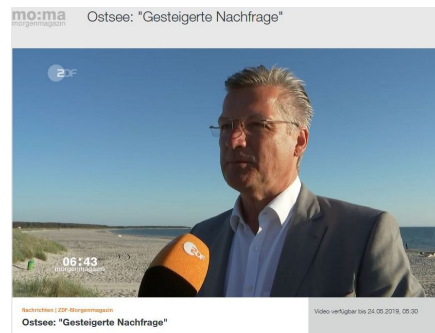 mo:ma
morgenmagazin
Ostsee: "Gesteigerte Nachfrage"
ZDF
06:43
morgenmagazin
ZDF
Nachrichten | ZDF-Morgenmagazin
Ostsee: "Gesteigerte Nachfrage"
Video verfügbar bis 24.05.2019, 05:30